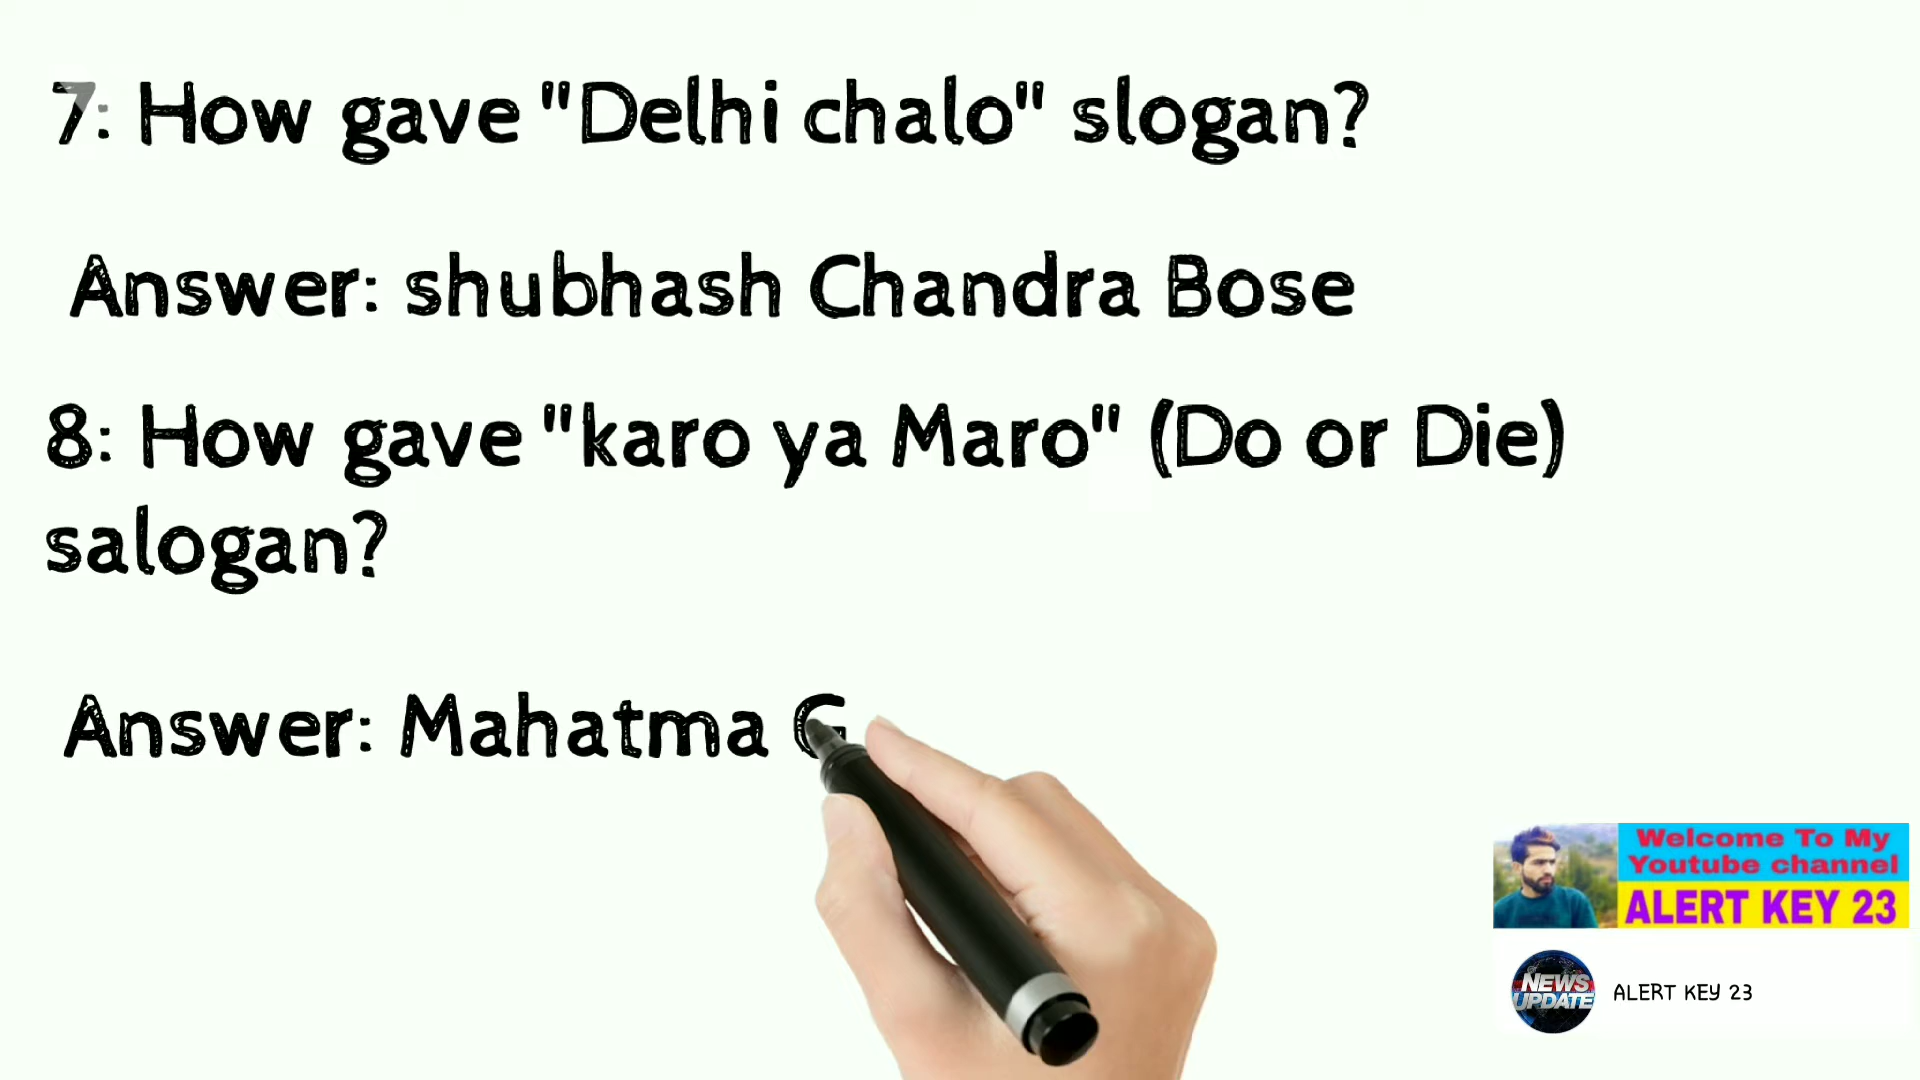 7: How gave "Delhi chalo" slogan?
Answer: shubhash Chandra Bose
8: How gave "karo ya Maro" (Do or Die)
salogan?
Answer: Mahatma G
Welcome To My
Youtube channel
ALERT KEY 23
NEWS
UPDATE
ALERT KEY 23